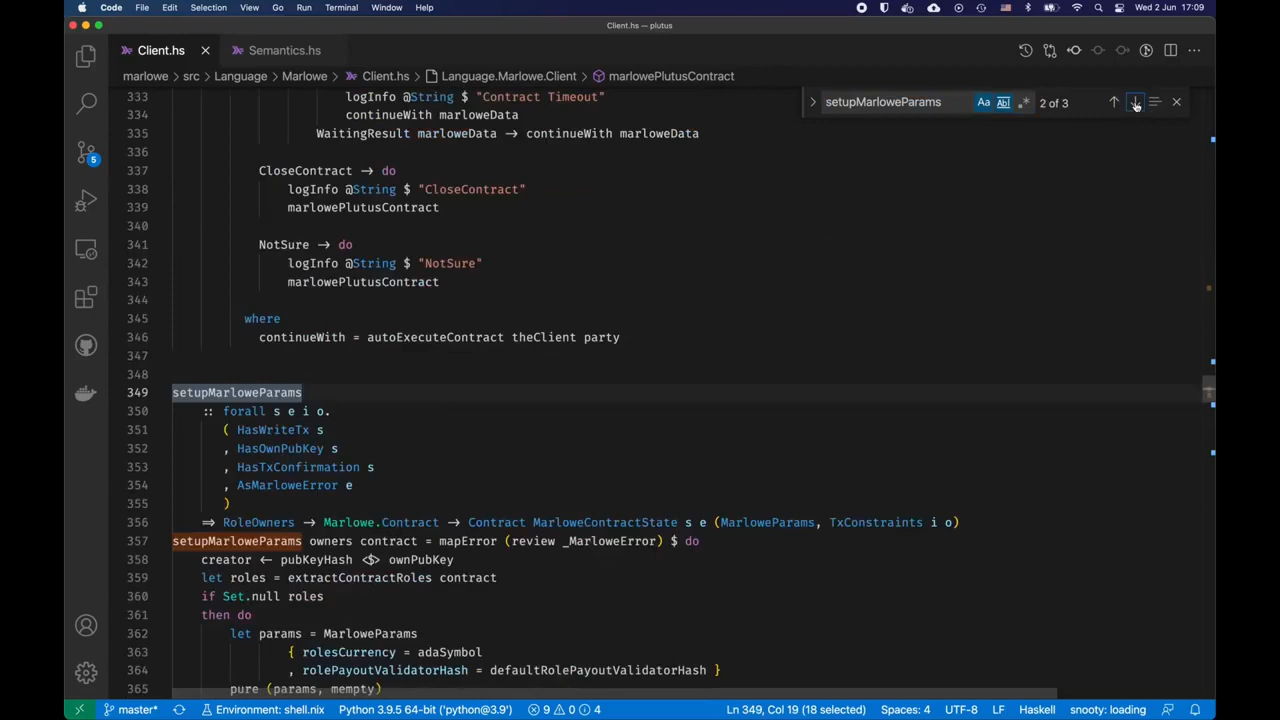 Code File Edit Selection View Go Run Terminal Window Help
Wed 2 Jun 17:09
Client.hs — plutus
Client.hs
Semantics.hs
marlowe › src › Language › Marlowe › Client.hs › Language.Marlowe.Client › marlowePlutusContract
setupMarloweParams Aa Abl .* 2 of 3
333 logInfo @String $ "Contract Timeout"
334 continueWith marloweData
335 WaitingResult marloweData → continueWith marloweData
336
337 CloseContract → do
338 logInfo @String $ "CloseContract"
339 marlowePlutusContract
340
341 NotSure → do
342 logInfo @String $ "NotSure"
343 marlowePlutusContract
344
345 where
346 continueWith = autoExecuteContract theClient party
347
348
349 setupMarloweParams
350 :: forall s e i o.
351 ( HasWriteTx s
352 , HasOwnPubKey s
353 , HasTxConfirmation s
354 , AsMarloweError e
355 )
356 ⇒ RoleOwners → Marlowe.Contract → Contract MarloweContractState s e (MarloweParams, TxConstraints i o)
357 setupMarloweParams owners contract = mapError (review _MarloweError) $ do
358 creator ← pubKeyHash <$> ownPubKey
359 let roles = extractContractRoles contract
360 if Set.null roles
361 then do
362 let params = MarloweParams
363 { rolesCurrency = adaSymbol
364 , rolePayoutValidatorHash = defaultRolePayoutValidatorHash }
365 pure (params, mempty)
5
master* Environment: shell.nix Python 3.9.5 64-bit ('python@3.9') 9 0 4 Ln 349, Col 19 (18 selected) Spaces: 4 UTF-8 LF Haskell snooty: loading